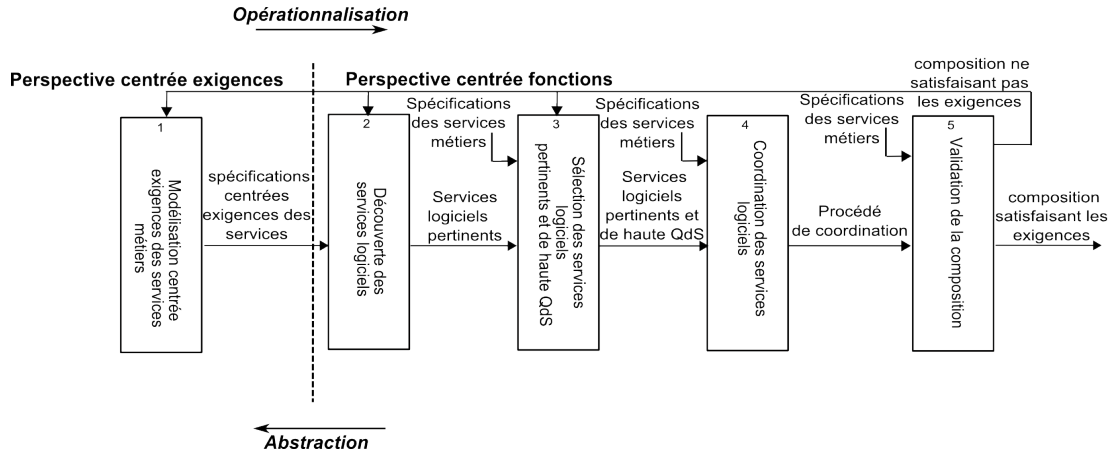 Opérationnalisation
Perspective centrée exigences
Perspective centrée fonctions
composition ne
satisfaisant pas
les exigences
1
Modélisation centrée
exigences des services
métiers
spécifications
centrées
exigences des
services
2
Découverte des
services logiciels
Spécifications
des services
métiers
Services
logiciels
pertinents
3
Sélection des services
logiciels
pertinents et de haute QdS
Spécifications
des services
métiers
Services
logiciels
pertinents et
de haute QdS
4
Coordination des services
logiciels
Spécifications
des services
métiers
Procédé
de coordination
5
Validation de la composition
composition
satisfaisant les
exigences
Abstraction